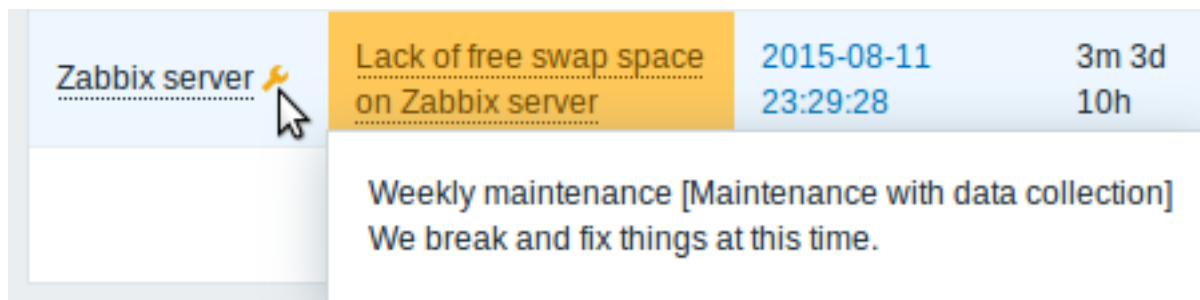 Zabbix server
Lack of free swap space
on Zabbix server
2015-08-11
23:29:28
3m 3d
10h
Weekly maintenance [Maintenance with data collection]
We break and fix things at this time.